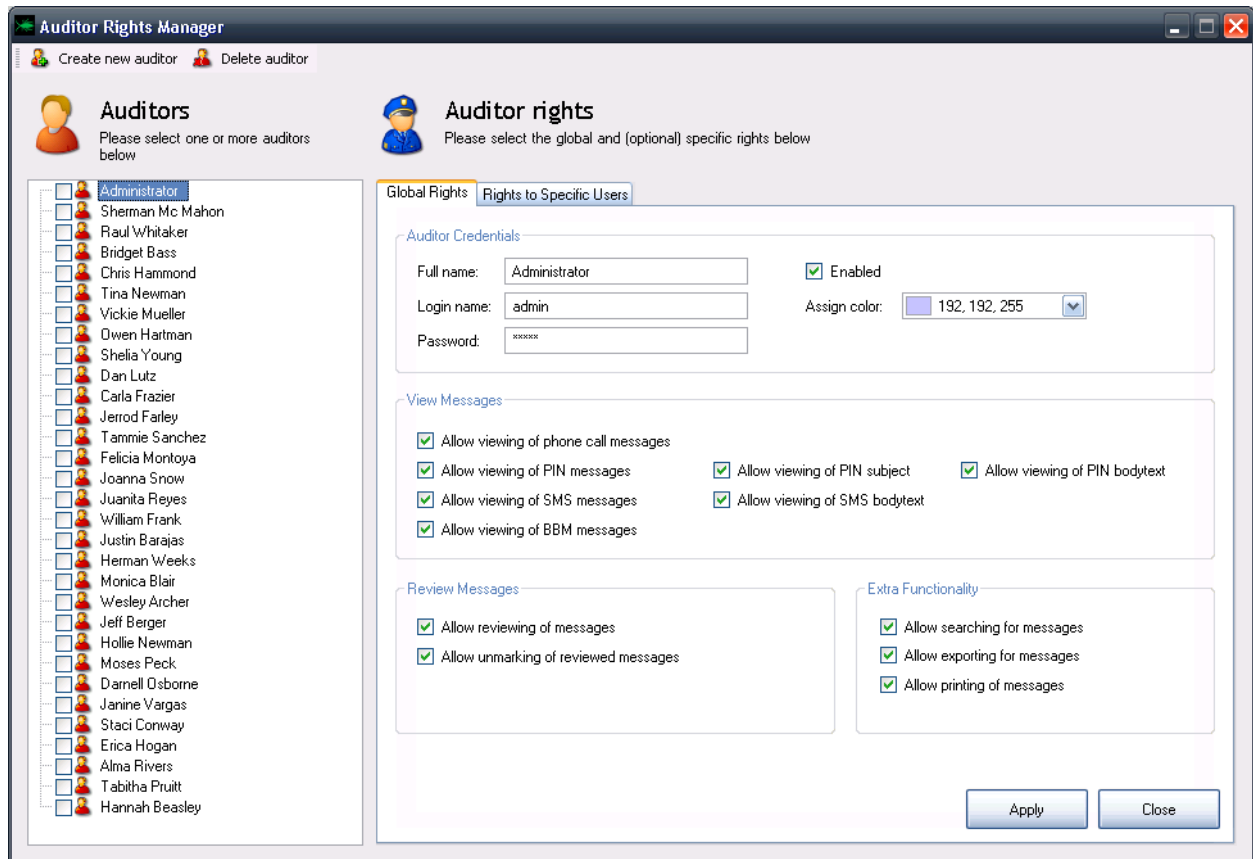 Auditor Rights Manager
Create new auditor Delete auditor
Auditors
Please select one or more auditors
below
Auditor rights
Please select the global and (optional) specific rights below
Administrator
Sherman Mc Mahon
Raul Whitaker
Bridget Bass
Chris Hammond
Tina Newman
Vickie Mueller
Owen Hartman
Shelia Young
Dan Lutz
Carla Frazier
Jerrod Farley
Tammie Sanchez
Felicia Montoya
Joanna Snow
Juanita Reyes
William Frank
Justin Barajas
Herman Weeks
Monica Blair
Wesley Archer
Jeff Berger
Hollie Newman
Moses Peck
Darnell Osborne
Janine Vargas
Staci Conway
Erica Hogan
Alma Rivers
Tabitha Pruitt
Hannah Beasley
Global Rights Rights to Specific Users
Auditor Credentials
Full name: Administrator Enabled
Login name: admin Assign color: 192, 192, 255
Password: *****
View Messages
Allow viewing of phone call messages
Allow viewing of PIN messages Allow viewing of PIN subject Allow viewing of PIN bodytext
Allow viewing of SMS messages Allow viewing of SMS bodytext
Allow viewing of BBM messages
Review Messages
Allow reviewing of messages
Allow unmarking of reviewed messages
Extra Functionality
Allow searching for messages
Allow exporting for messages
Allow printing of messages
Apply Close